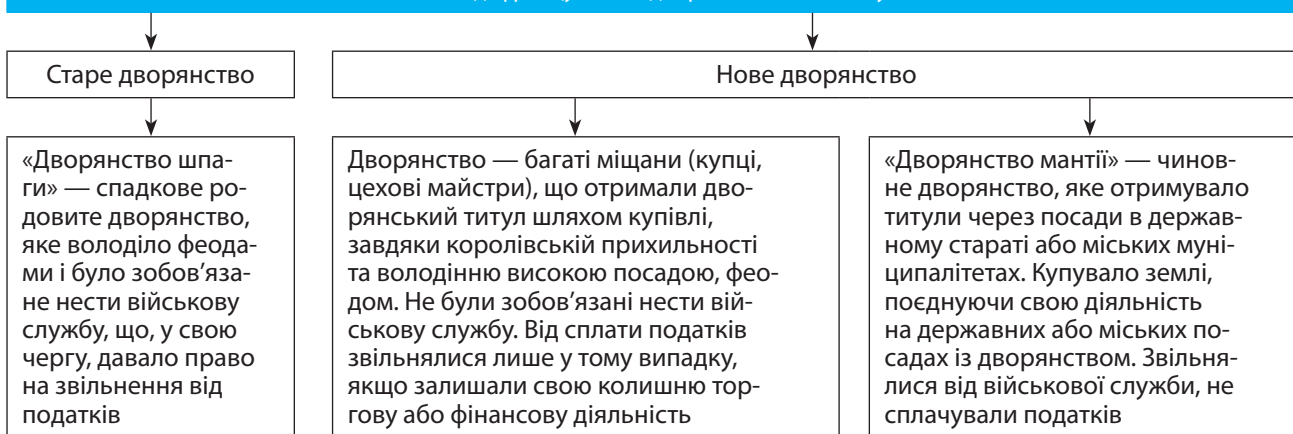 Старе дворянство
Нове дворянство
«Дворянство шпа-
ги» — спадкове ро-
довите дворянство,
яке володіло феода-
ми і було зобов'яза-
не нести військову
службу, що, у свою
чергу, давало право
на звільнення від
податків
Дворянство — багаті міщани (купці,
цехові майстри), що отримали дво-
рянський титул шляхом купівлі,
завдяки королівській прихильності
та володінню високою посадою, фео-
дом. Не були зобов'язані нести вій-
ськову службу. Від сплати податків
звільнялися лише у тому випадку,
якщо залишали свою колишню тор-
гову або фінансову діяльність
«Дворянство мантії» — чинов-
не дворянство, яке отримувало
титули через посади в держав-
ному стараті або міських муні-
ципалітетах. Купувало землі,
поєднуючи свою діяльність
на державних або міських по-
садах із дворянством. Звільня-
лися від військової служби, не
сплачували податків